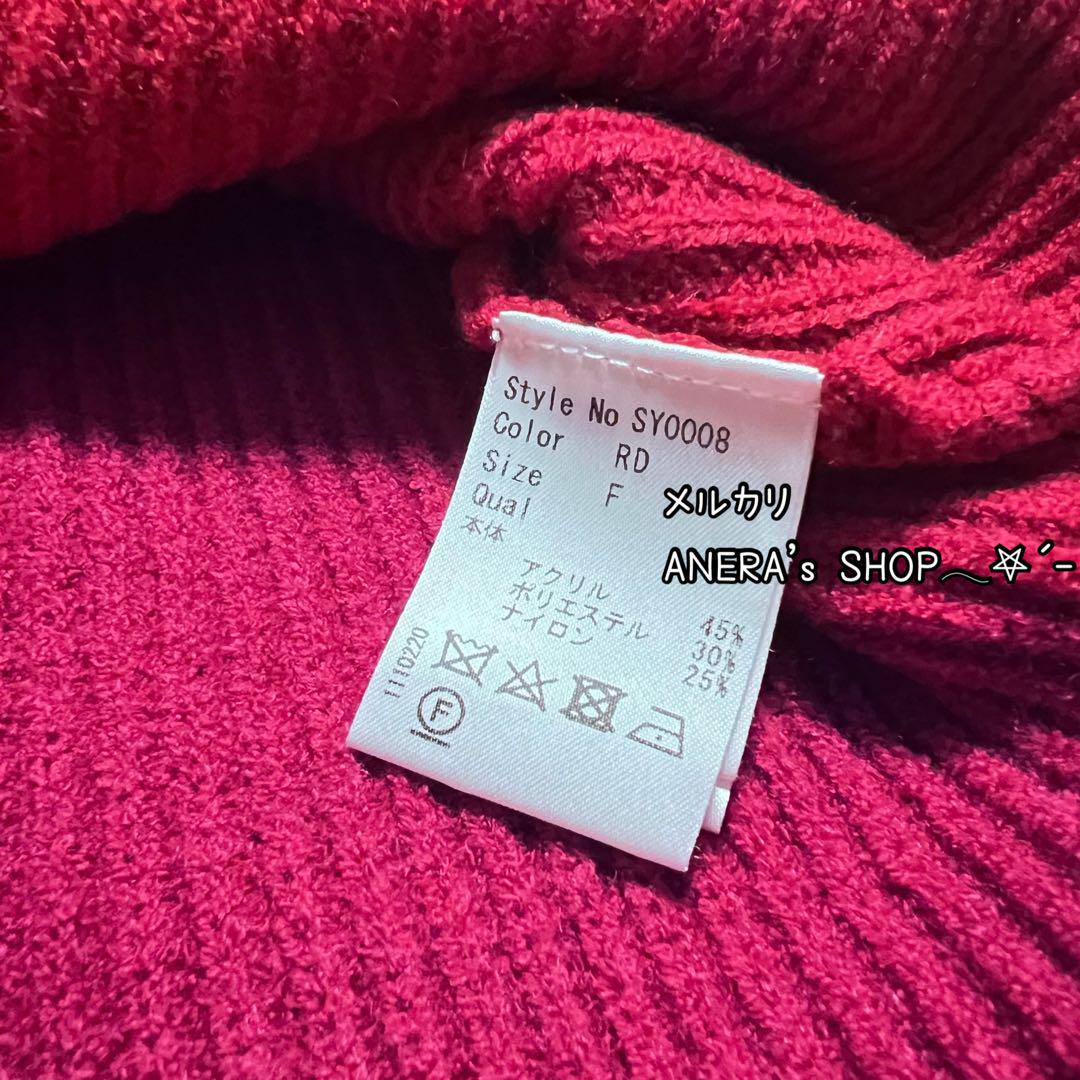 Style No SY0008
Color RD
Size F
Qual
本体
アクリル 45%
ポリエステル 30%
ナイロン 25%
1110220
F
メルカリ
ANERA's SHOP